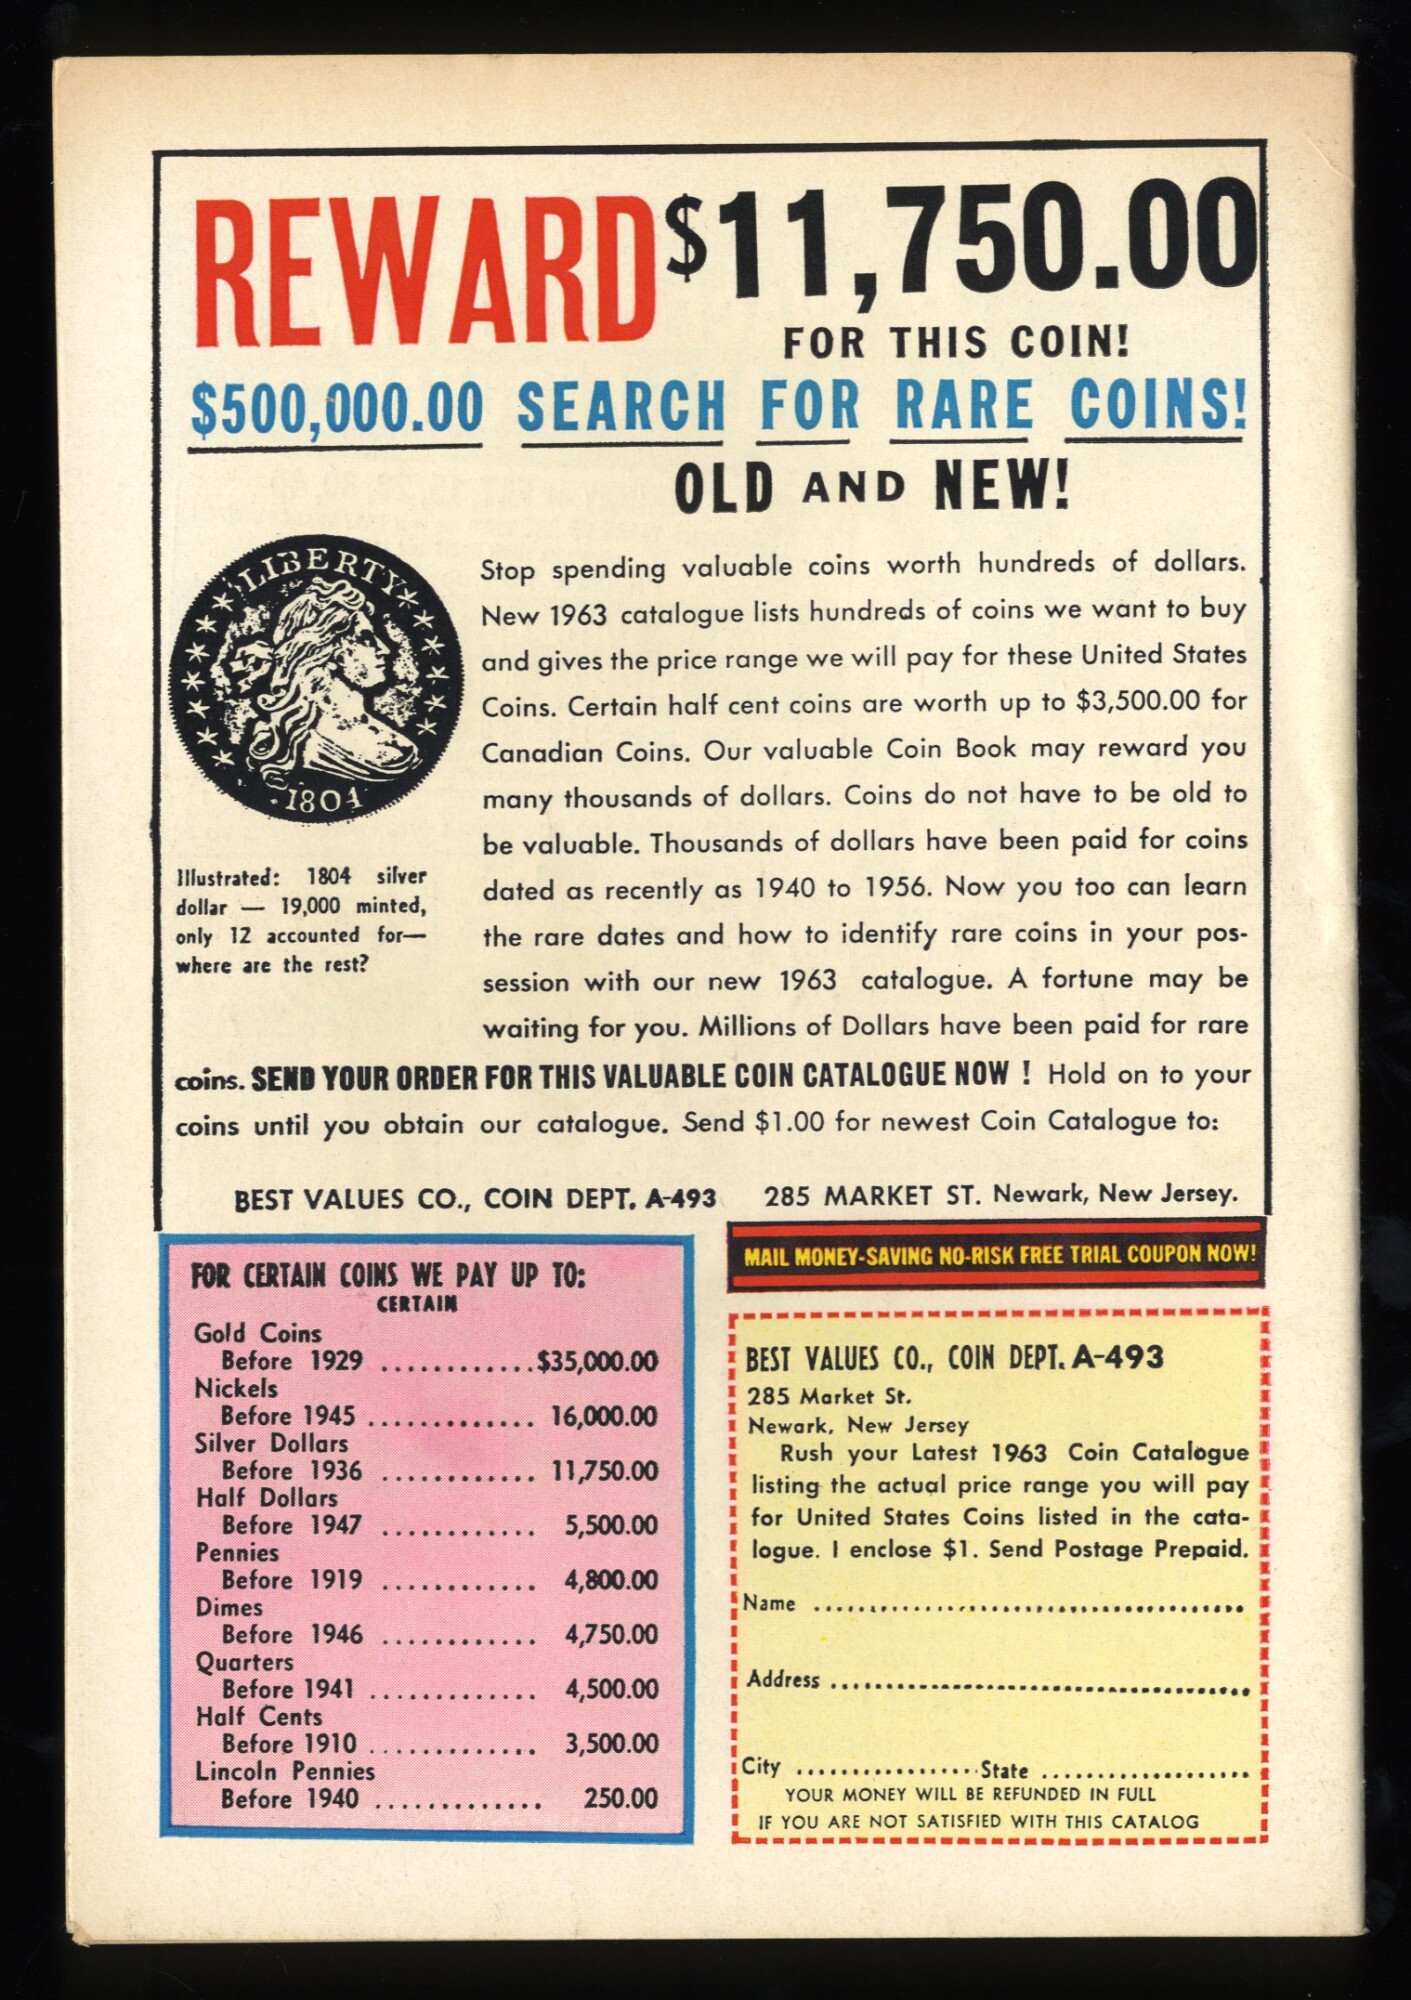 REWARD $11,750.00
FOR THIS COIN!
$500,000.00 SEARCH FOR RARE COINS!
OLD AND NEW!
LIBERTY
1804
Illustrated: 1804 silver
dollar — 19,000 minted,
only 12 accounted for—
where are the rest?
Stop spending valuable coins worth hundreds of dollars.
New 1963 catalogue lists hundreds of coins we want to buy
and gives the price range we will pay for these United States
Coins. Certain half cent coins are worth up to $3,500.00 for
Canadian Coins. Our valuable Coin Book may reward you
many thousands of dollars. Coins do not have to be old to
be valuable. Thousands of dollars have been paid for coins
dated as recently as 1940 to 1956. Now you too can learn
the rare dates and how to identify rare coins in your pos-
session with our new 1963 catalogue. A fortune may be
waiting for you. Millions of Dollars have been paid for rare
coins. SEND YOUR ORDER FOR THIS VALUABLE COIN CATALOGUE NOW ! Hold on to your
coins until you obtain our catalogue. Send $1.00 for newest Coin Catalogue to:
BEST VALUES CO., COIN DEPT. A-493 285 MARKET ST. Newark, New Jersey.
FOR CERTAIN COINS WE PAY UP TO:
CERTAIN
Gold Coins
Before 1929 ............$35,000.00
Nickels
Before 1945 ............. 16,000.00
Silver Dollars
Before 1936 ............ 11,750.00
Half Dollars
Before 1947 ............ 5,500.00
Pennies
Before 1919 ............ 4,800.00
Dimes
Before 1946 ............ 4,750.00
Quarters
Before 1941 ............. 4,500.00
Half Cents
Before 1910 ............. 3,500.00
Lincoln Pennies
Before 1940 ............. 250.00
MAIL MONEY-SAVING NO-RISK FREE TRIAL COUPON NOW!
BEST VALUES CO., COIN DEPT. A-493
285 Market St.
Newark, New Jersey
Rush your Latest 1963 Coin Catalogue
listing the actual price range you will pay
for United States Coins listed in the cata-
logue. I enclose $1. Send Postage Prepaid.
Name ......................................
Address ......................................
City ................State ...................
YOUR MONEY WILL BE REFUNDED IN FULL
IF YOU ARE NOT SATISFIED WITH THIS CATALOG